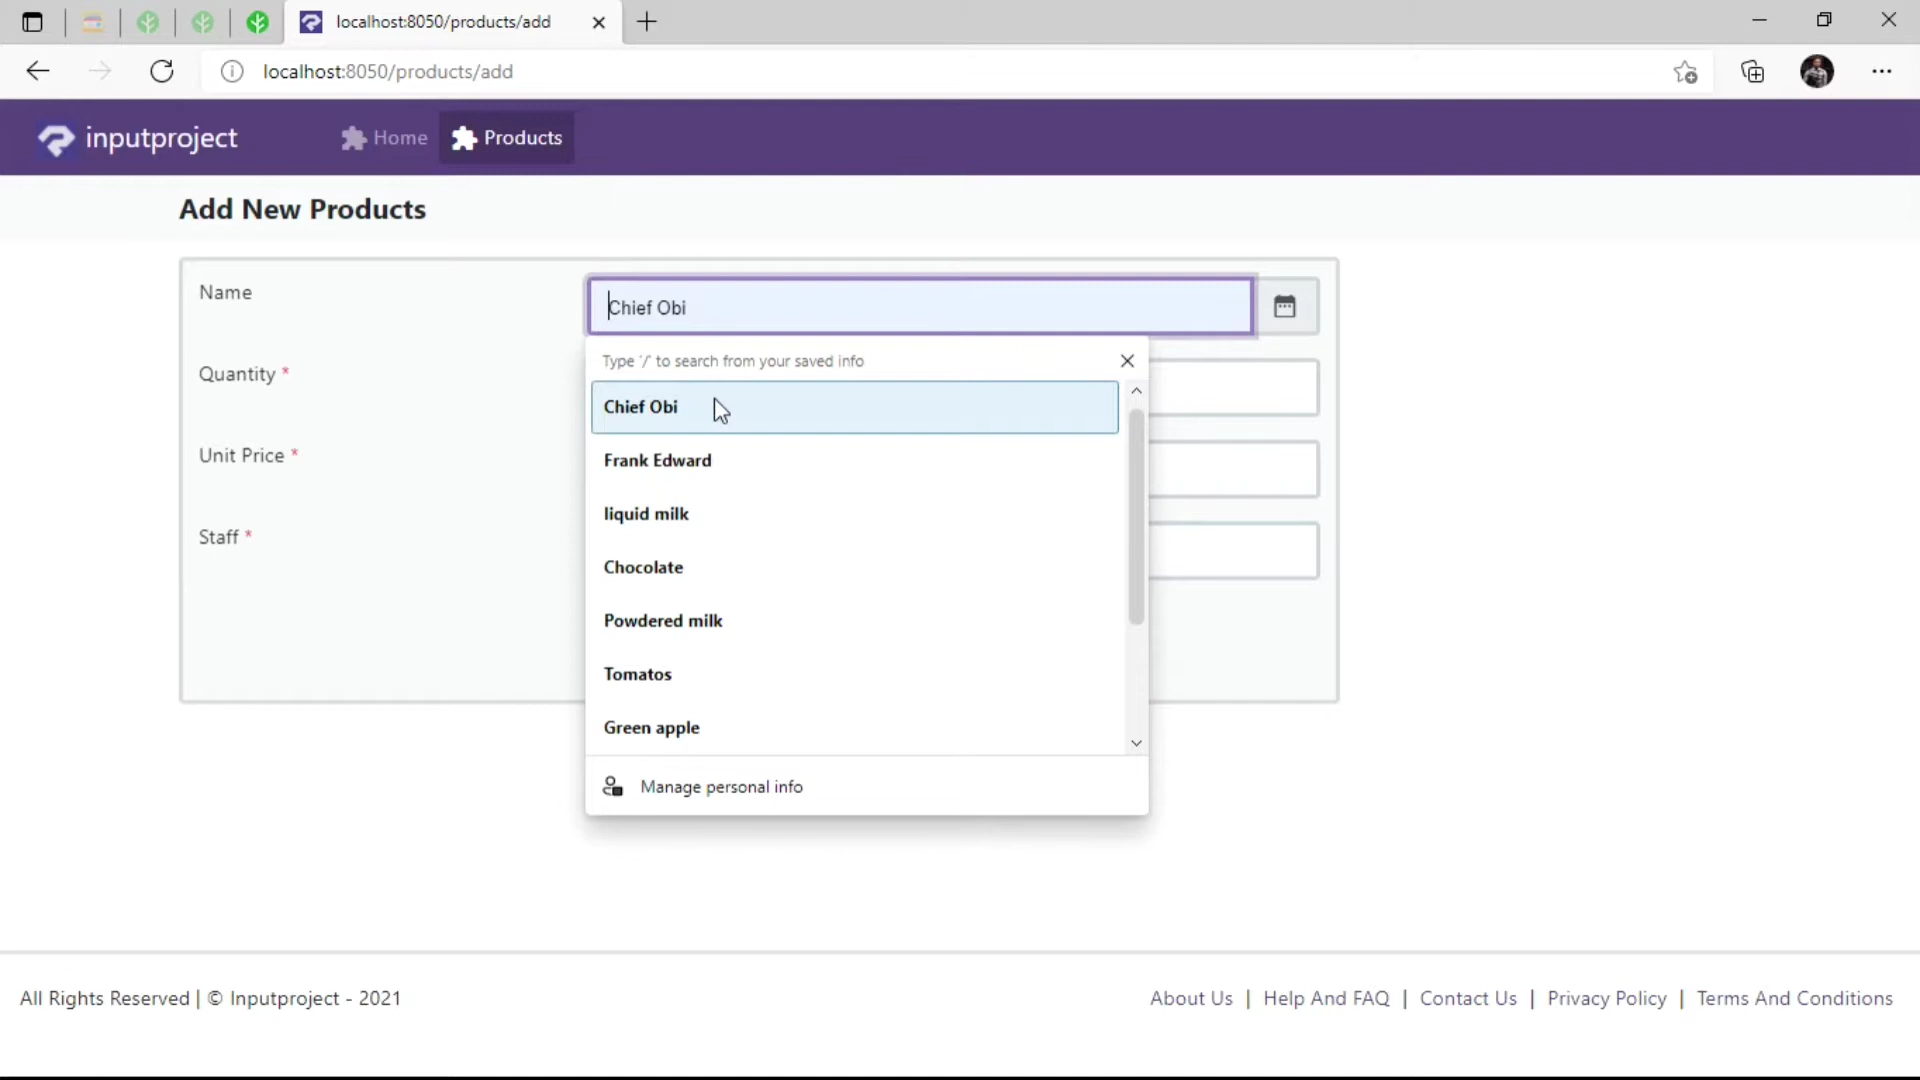 localhost:8050/products/add
localhost:8050/products/add
inputproject
Home
Products
Add New Products
Name
Chief Obi
Type '/' to search from your saved info
Quantity *
Chief Obi
Unit Price *
Frank Edward
liquid milk
Staff *
Chocolate
Powdered milk
Tomatos
Green apple
Manage personal info
All Rights Reserved | © Inputproject - 2021
About Us | Help And FAQ | Contact Us | Privacy Policy | Terms And Conditions